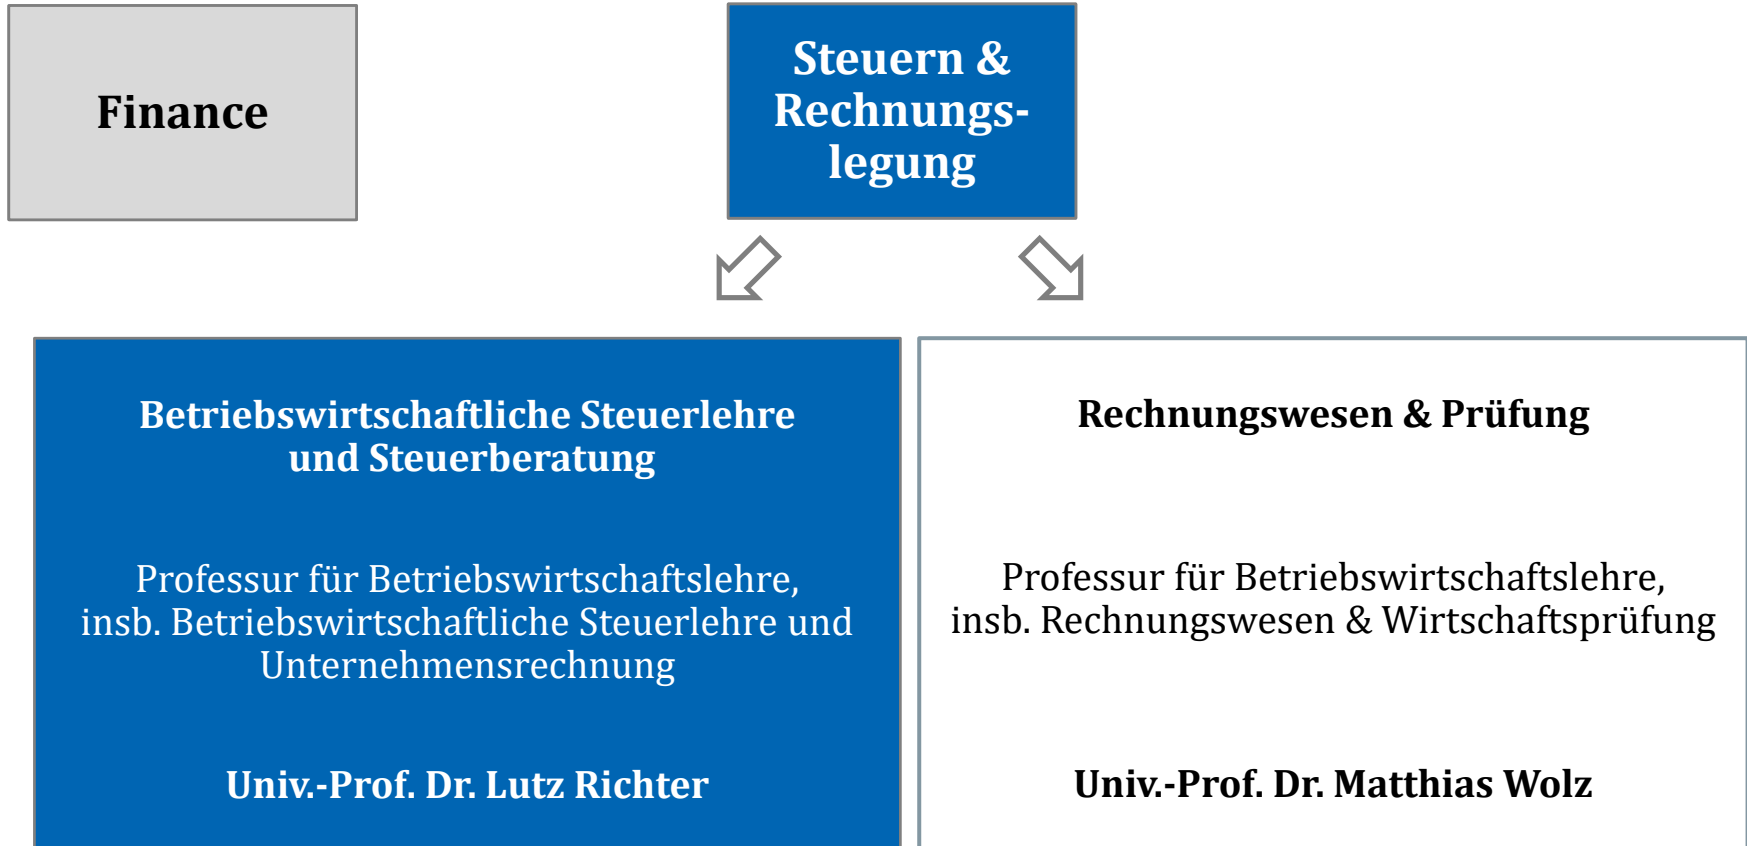 Finance
Steuern &
Rechnungs-
legung
Betriebswirtschaftliche Steuerlehre
und Steuerberatung
Professur für Betriebswirtschaftslehre,
insb. Betriebswirtschaftliche Steuerlehre und
Unternehmensrechnung
Univ.-Prof. Dr. Lutz Richter
Rechnungswesen & Prüfung
Professur für Betriebswirtschaftslehre,
insb. Rechnungswesen & Wirtschaftsprüfung
Univ.-Prof. Dr. Matthias Wolz